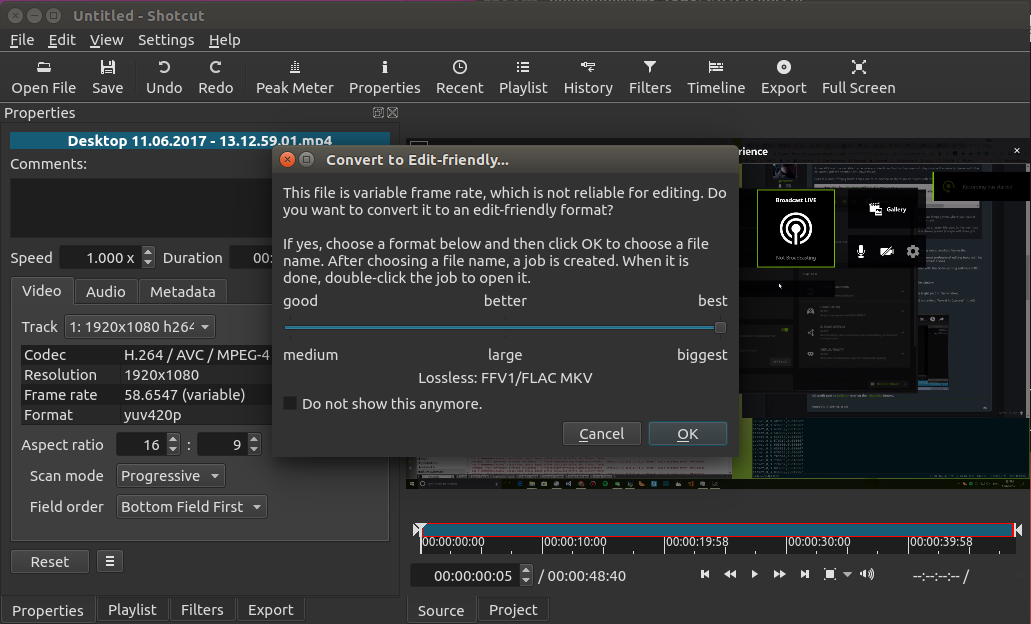 Untitled - Shotcut
File Edit View Settings Help
Open File Save Undo Redo Peak Meter Properties Recent Playlist History Filters Timeline Export Full Screen
Properties
Desktop 11.06.2017 - 13.12.59.01.mp4
Comments:
Speed 1.000 x Duration 00:
Video Audio Metadata
Track 1: 1920x1080 h264
Codec H.264 / AVC / MPEG-4
Resolution 1920x1080
Frame rate 58.6547 (variable)
Format yuv420p
Aspect ratio 16 : 9
Scan mode Progressive
Field order Bottom Field First
Reset
Properties Playlist Filters Export
Convert to Edit-friendly...
This file is variable frame rate, which is not reliable for editing. Do
you want to convert it to an edit-friendly format?
If yes, choose a format below and then click OK to choose a file
name. After choosing a file name, a job is created. When it is
done, double-click the job to open it.
good better best
medium large biggest
Lossless: FFV1/FLAC MKV
Do not show this anymore.
Cancel OK
rience
Recording has started
Broadcast LIVE
Not Broadcasting
Gallery
00:00:00:00 00:00:10:00 00:00:19:58 00:00:30:00 00:00:39:58
00:00:00:05 / 00:00:48:40 --:--:--:-- /
Source Project